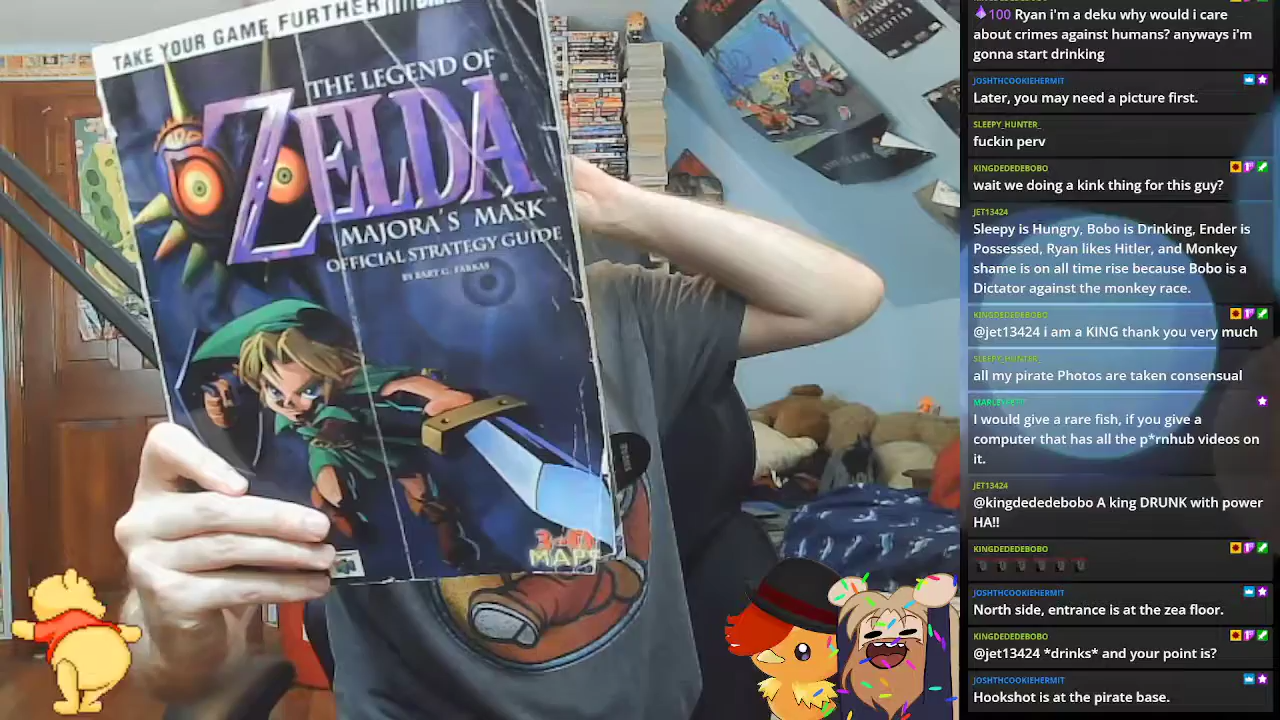 TAKE YOUR GAME FURTHER
THE LEGEND OF
ZELDA
MAJORA'S MASK
OFFICIAL STRATEGY GUIDE
BY BART G. FARKAS
3-D
MAPS
100 Ryan i'm a deku why would i care
about crimes against humans? anyways i'm
gonna start drinking
JOSHTHCOOKIEHERMIT
Later, you may need a picture first.
SLEEPY_HUNTER_
fuckin perv
KINGDEDEDEBOBO
wait we doing a kink thing for this guy?
JET13424
Sleepy is Hungry, Bobo is Drinking, Ender is
Possessed, Ryan likes Hitler, and Monkey
shame is on all time rise because Bobo is a
Dictator against the monkey race.
KINGDEDEDEBOBO
@jet13424 i am a KING thank you very much
SLEEPY_HUNTER_
all my pirate Photos are taken consensual
I would give a rare fish, if you give a
computer that has all the p*rnhub videos on
it.
JET13424
@kingdededebobo A king DRUNK with power
HA!!
KINGDEDEDEBOBO
JOSHTHCOOKIEHERMIT
North side, entrance is at the zea floor.
KINGDEDEDEBOBO
@jet13424 *drinks* and your point is?
JOSHTHCOOKIEHERMIT
Hookshot is at the pirate base.